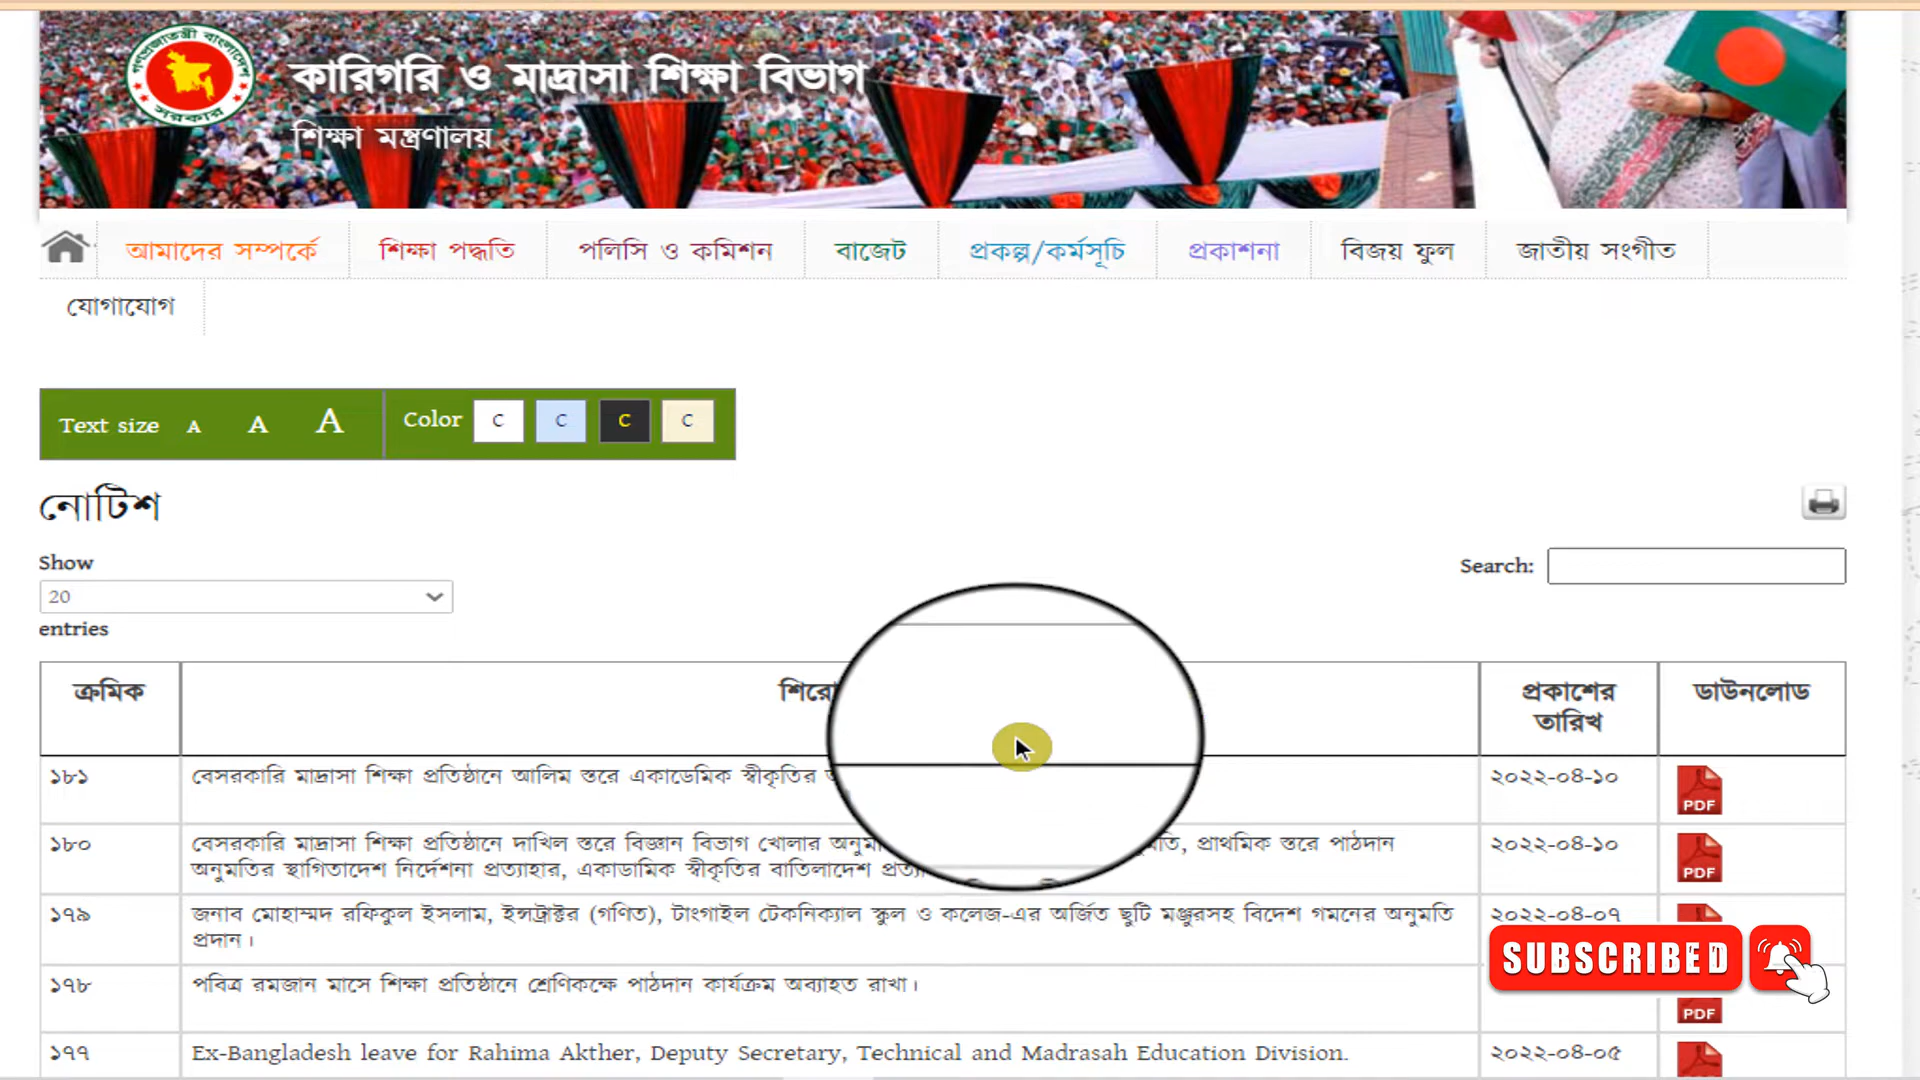 গণপ্রজাতন্ত্রী বাংলাদেশ
সরকার
কারিগরি ও মাদ্রাসা শিক্ষা বিভাগ
শিক্ষা মন্ত্রণালয়
আমাদের সম্পর্কে শিক্ষা পদ্ধতি পলিসি ও কমিশন বাজেট প্রকল্প/কর্মসূচি প্রকাশনা বিজয় ফুল জাতীয় সংগীত
যোগাযোগ
Text size A A A Color C C C C
নোটিশ
Show
Search:
20
entries
ক্রমিক প্রকাশের তারিখ ডাউনলোড
১৮১ বেসরকারি মাদ্রাসা শিক্ষা প্রতিষ্ঠানে আলিম স্তরে একাডেমিক স্বীকৃতির ২০২২-০৪-১০ PDF
১৮০ বেসরকারি মাদ্রাসা শিক্ষা প্রতিষ্ঠানে দাখিল স্তরে বিজ্ঞান বিভাগ খোলার প্রাথমিক স্তরে পাঠদান ২০২২-০৪-১০ PDF
অনুমতির স্থাগিতাদেশ নির্দেশনা প্রত্যাহার, একাডামিক স্বীকৃতির বাতিলাদেশ
১৭৯ জনাব মোহাম্মদ রফিকুল ইসলাম, ইন্সট্রাক্টর (গণিত), টাংগাইল টেকনিক্যাল স্কুল ও কলেজ-এর অর্জিত ছুটি মঞ্জুরসহ বিদেশ গমনের অনুমতি ২০২২-০৪-০৭
প্রদান।
SUBSCRIBED
১৭৮ পবিত্র রমজান মাসে শিক্ষা প্রতিষ্ঠানে শ্রেণিকক্ষে পাঠদান কার্যক্রম অব্যাহত রাখা।
PDF
১৭৭ Ex-Bangladesh leave for Rahima Akther, Deputy Secretary, Technical and Madrasah Education Division. ২০২২-০৪-০৫